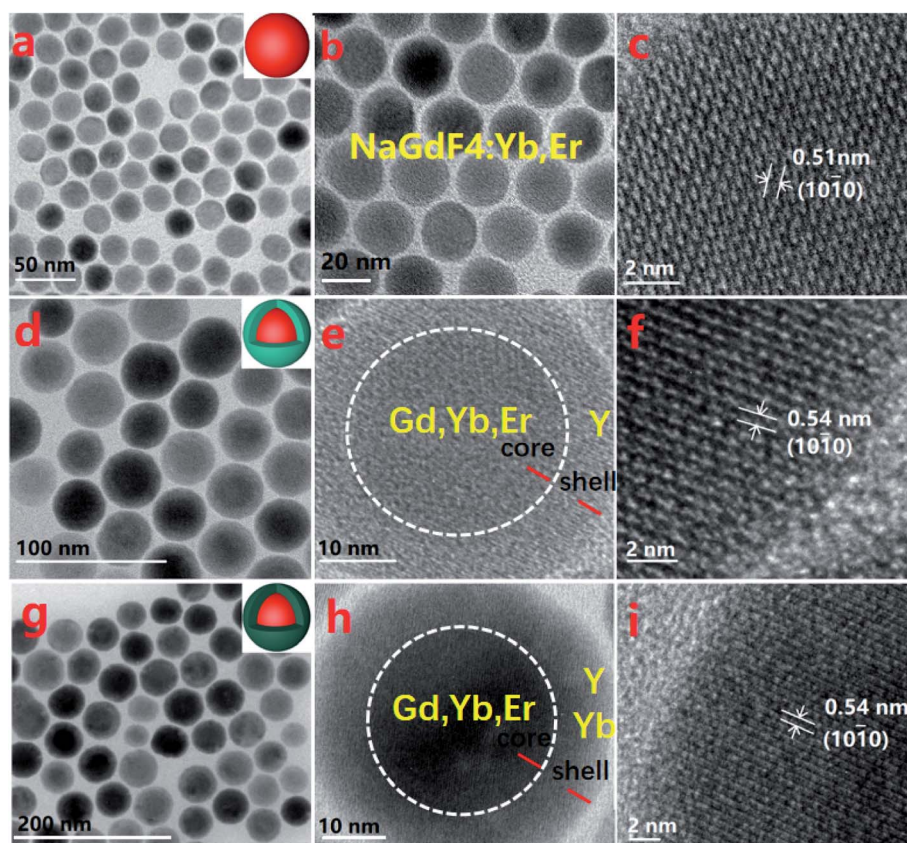 a
50 nm
b
NaGdF4:Yb,Er
20 nm
c
0.51nm
(101̄0)
2 nm
d
100 nm
e
Gd,Yb,Er
Y
core
shell
10 nm
f
0.54 nm
(101̄0)
2 nm
g
200 nm
h
Gd,Yb,Er
Y
Yb
core
shell
10 nm
i
0.54 nm
(101̄0)
2 nm